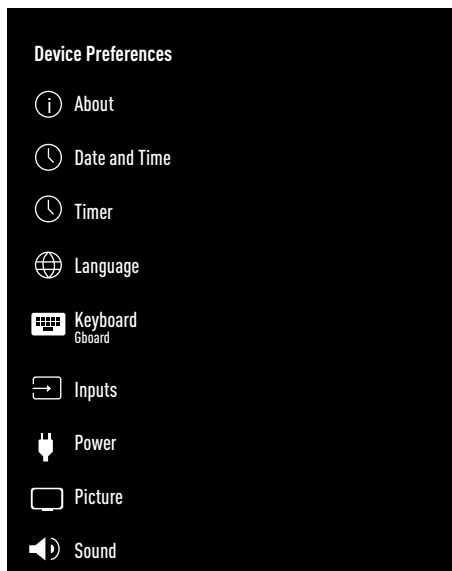 Device Preferences
About
Date and Time
Timer
Language
Keyboard
Gboard
Inputs
Power
Picture
Sound